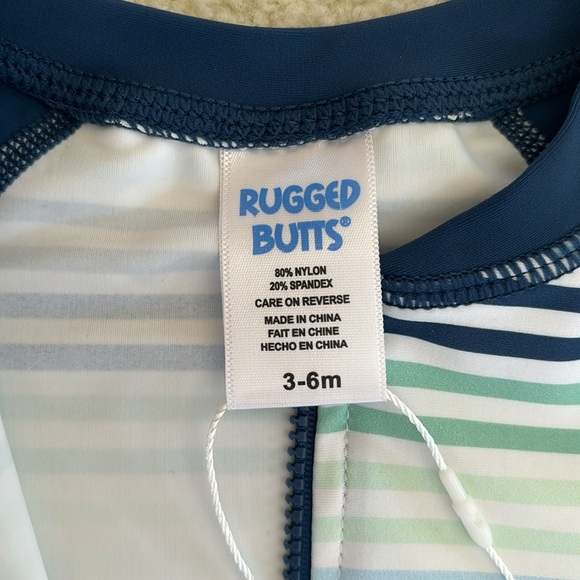 RUGGED
BUTTS®
80% NYLON
20% SPANDEX
CARE ON REVERSE
MADE IN CHINA
FAIT EN CHINE
HECHO EN CHINA
3-6m